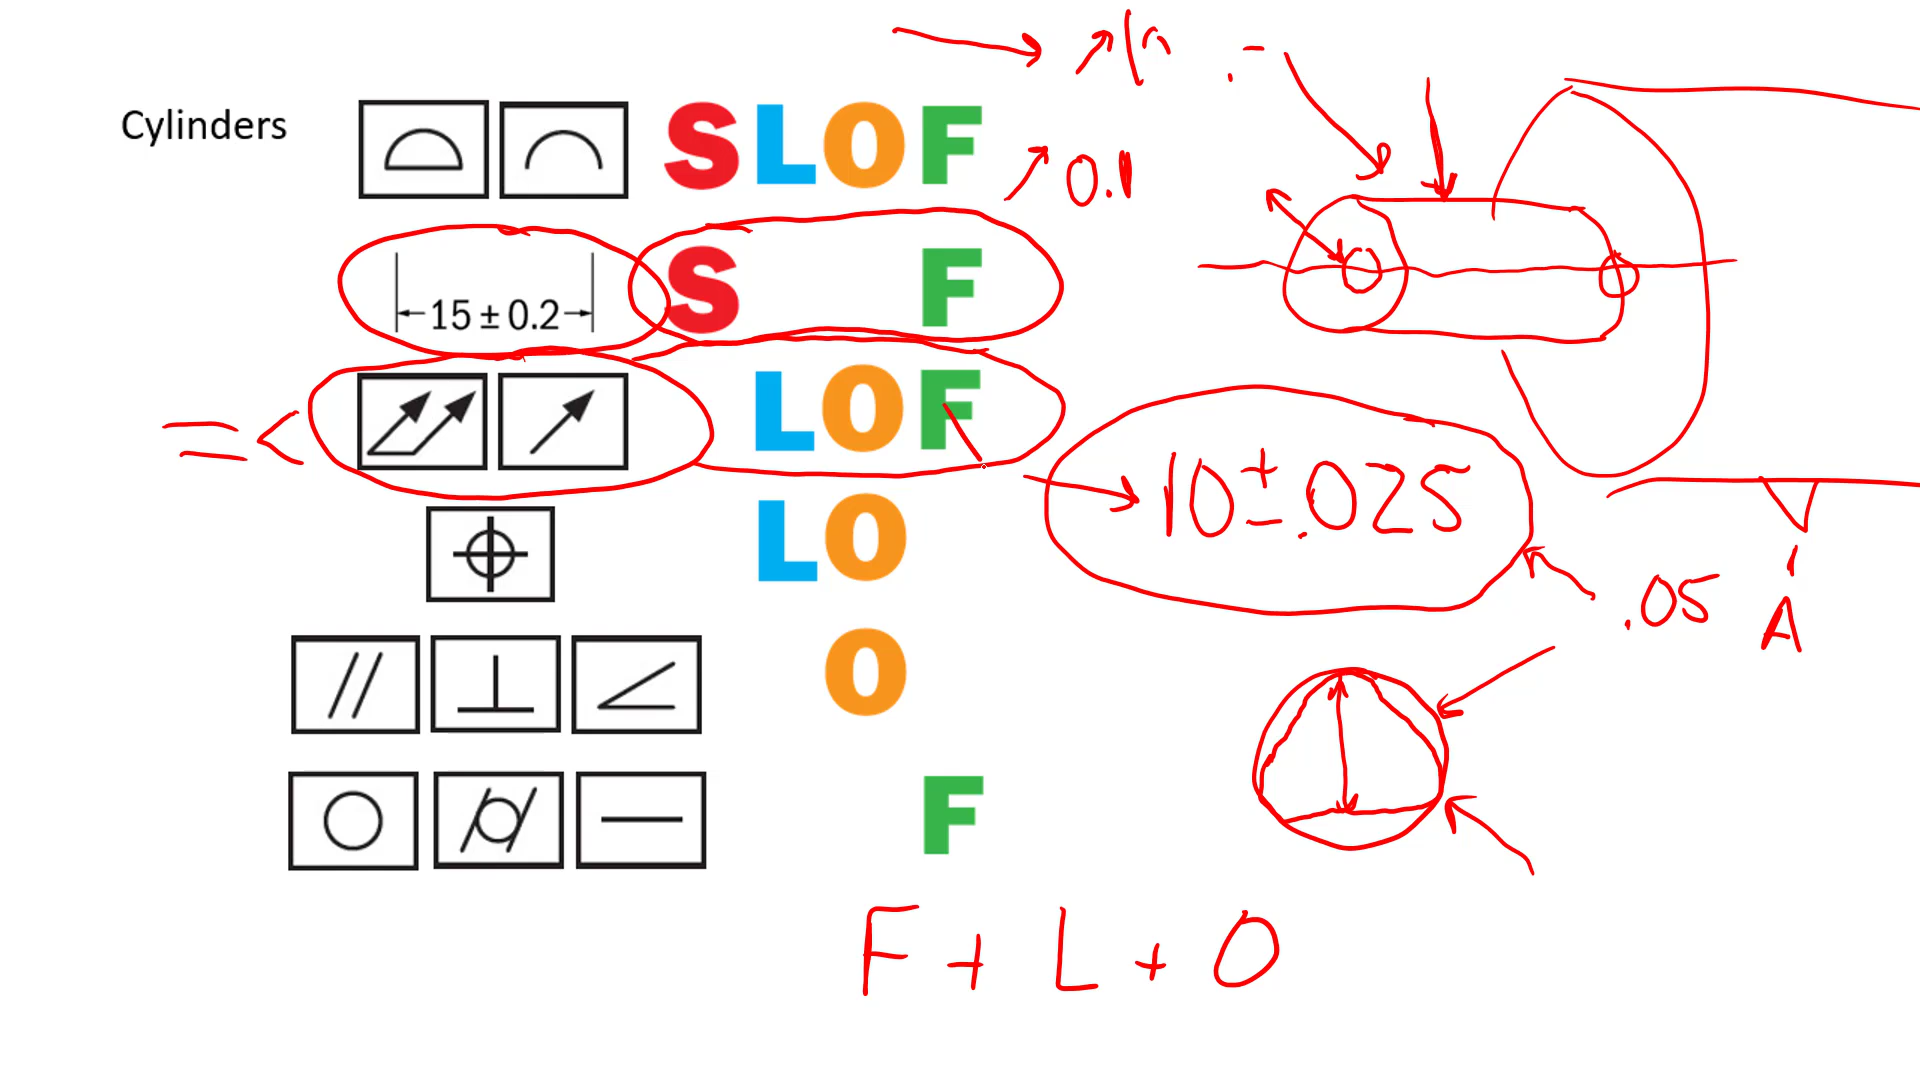 Cylinders
SLOF
0.1
15 ± 0.2
S F
LOF
10 ± .025
LO
.05
A
O
F
F + L + O